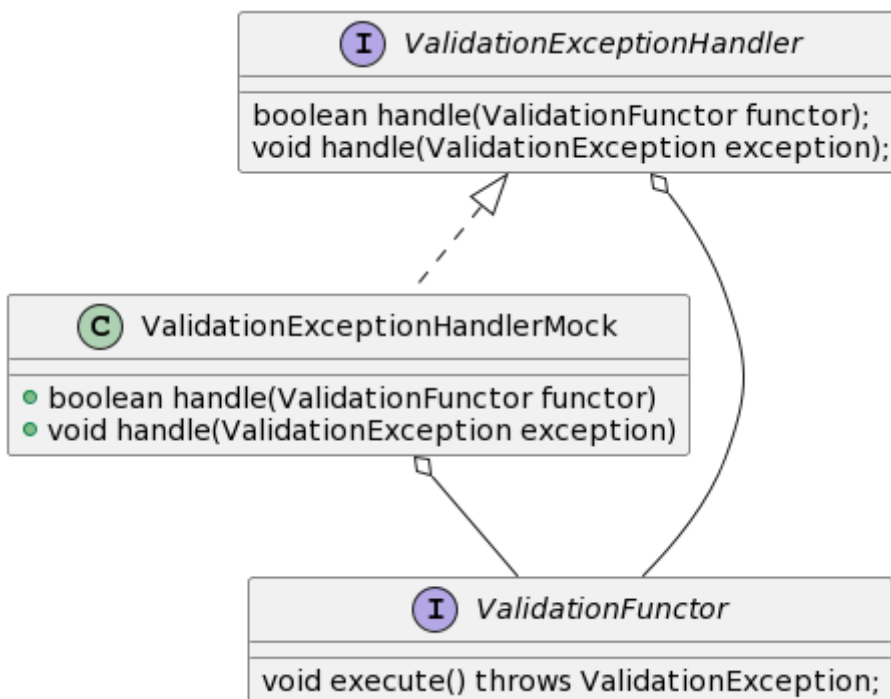 I ValidationExceptionHandler
boolean handle(ValidationFunctor functor);
void handle(ValidationException exception);
C ValidationExceptionHandlerMock
boolean handle(ValidationFunctor functor)
void handle(ValidationException exception)
I ValidationFunctor
void execute() throws ValidationException;